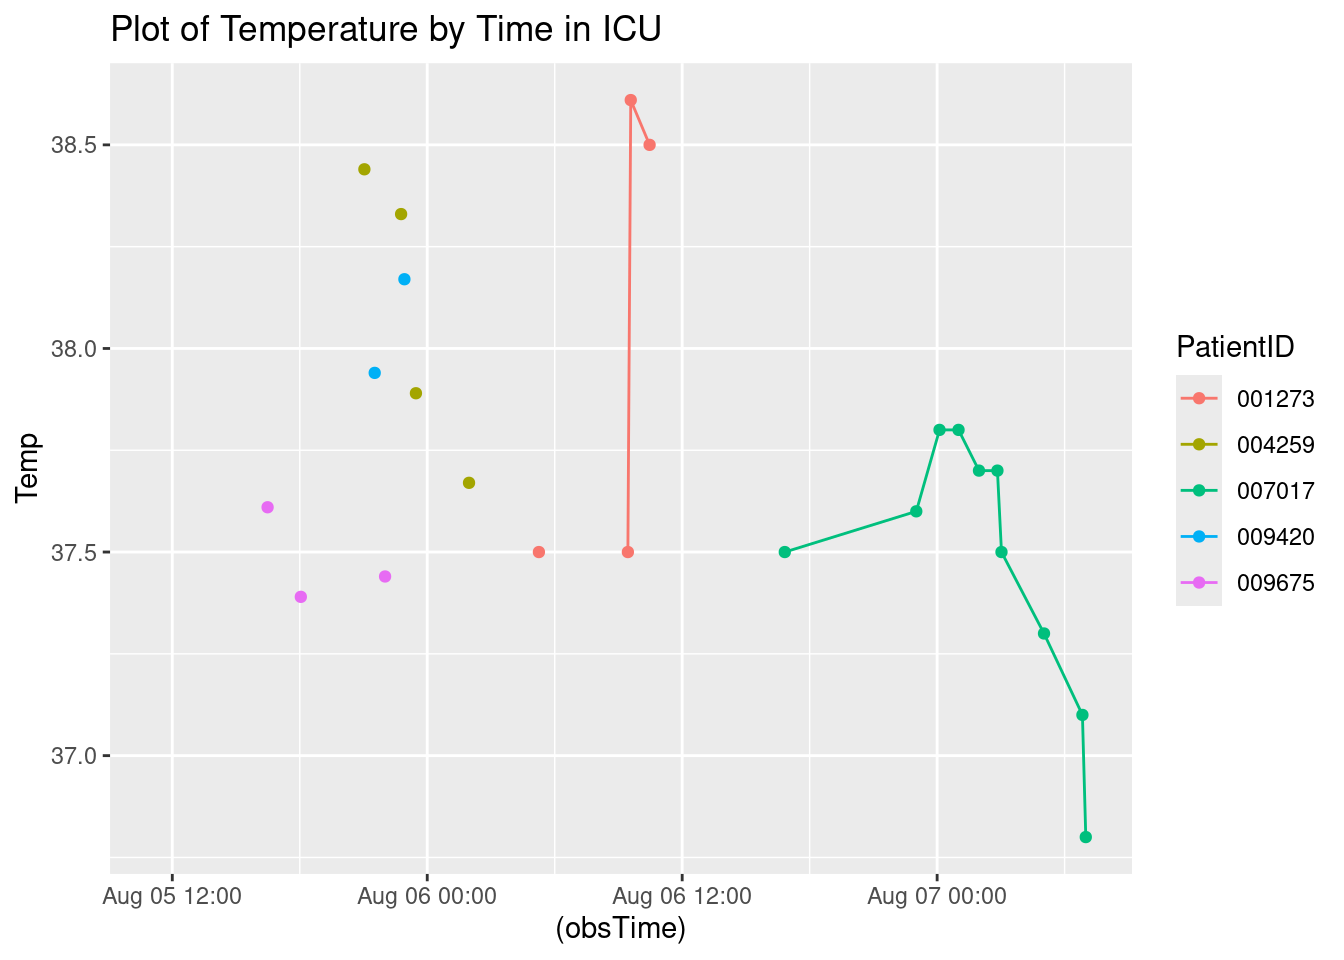 Plot of Temperature by Time in ICU
Temp
38.5
38.0
37.5
37.0
Aug 05 12:00
Aug 06 00:00
Aug 06 12:00
Aug 07 00:00
(obsTime)
PatientID
001273
004259
007017
009420
009675